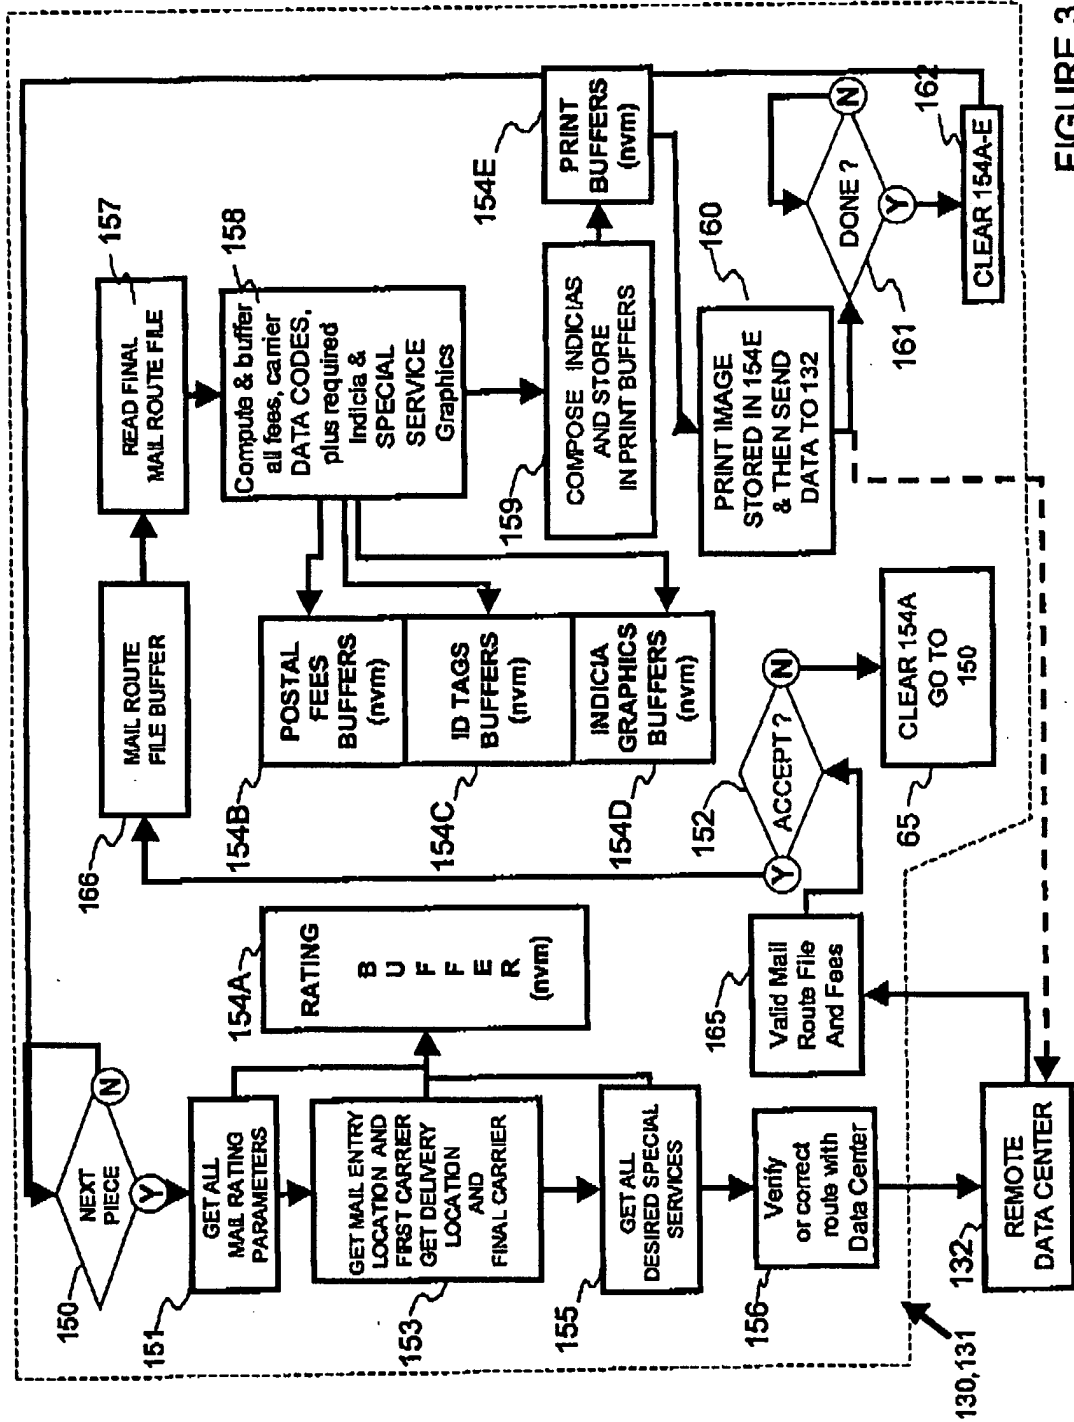 NEXT
PIECE
N
Y
150
GET ALL
MAIL RATING
PARAMETERS
151
GET MAIL ENTRY
LOCATION AND
FIRST CARRIER
GET DELIVERY
LOCATION
AND
FINAL CARRIER
153
GET ALL
DESIRED SPECIAL
SERVICES
155
Verify
or correct
route with
Data Center
156
REMOTE
DATA CENTER
132
130,131
154A
RATING
B
U
F
F
E
R
(nvm)
165
Valid Mail
Route File
And Fees
152
ACCEPT ?
Y
N
CLEAR 154A
GO TO
150
65
166
MAIL ROUTE
FILE BUFFER
154B
POSTAL
FEES
BUFFERS
(nvm)
154C
ID TAGS
BUFFERS
(nvm)
154D
INDICIA
GRAPHICS
BUFFERS
(nvm)
157
READ FINAL
MAIL ROUTE FILE
158
Compute & buffer
all fees, carrier
DATA CODES,
plus required
Indicia &
SPECIAL
SERVICE
Graphics
159
COMPOSE INDICIAS
AND STORE
IN PRINT BUFFERS
154E
PRINT
BUFFERS
(nvm)
160
PRINT IMAGE
STORED IN 154E
& THEN SEND
DATA TO 132
DONE ?
N
Y
161
162
CLEAR 154A-E
FIGURE 3